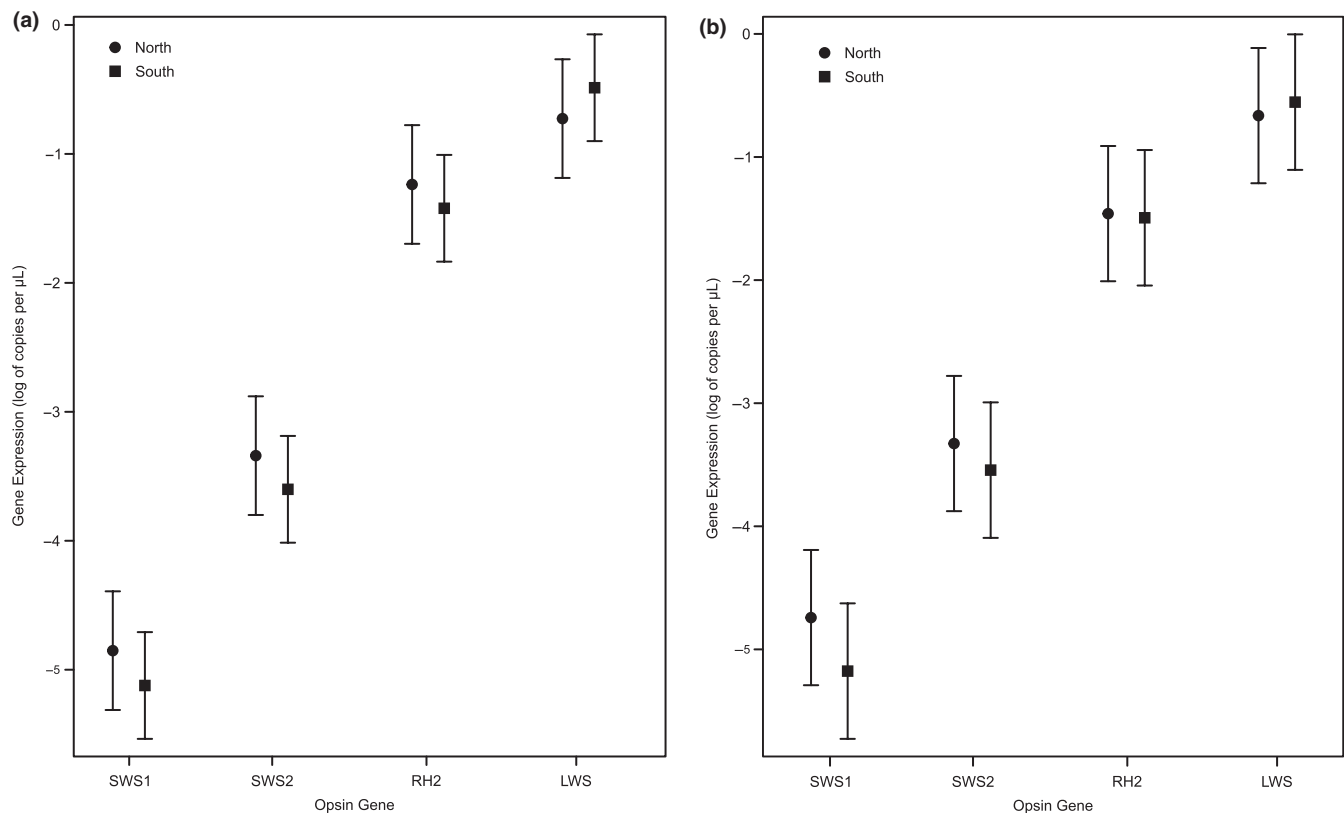 (a)
0
−1
−2
−3
−4
−5
North
South
Gene Expression (log of copies per µL)
SWS1 SWS2 RH2 LWS
Opsin Gene
(b)
0
−1
−2
−3
−4
−5
North
South
Gene Expression (log of copies per µL)
SWS1 SWS2 RH2 LWS
Opsin Gene